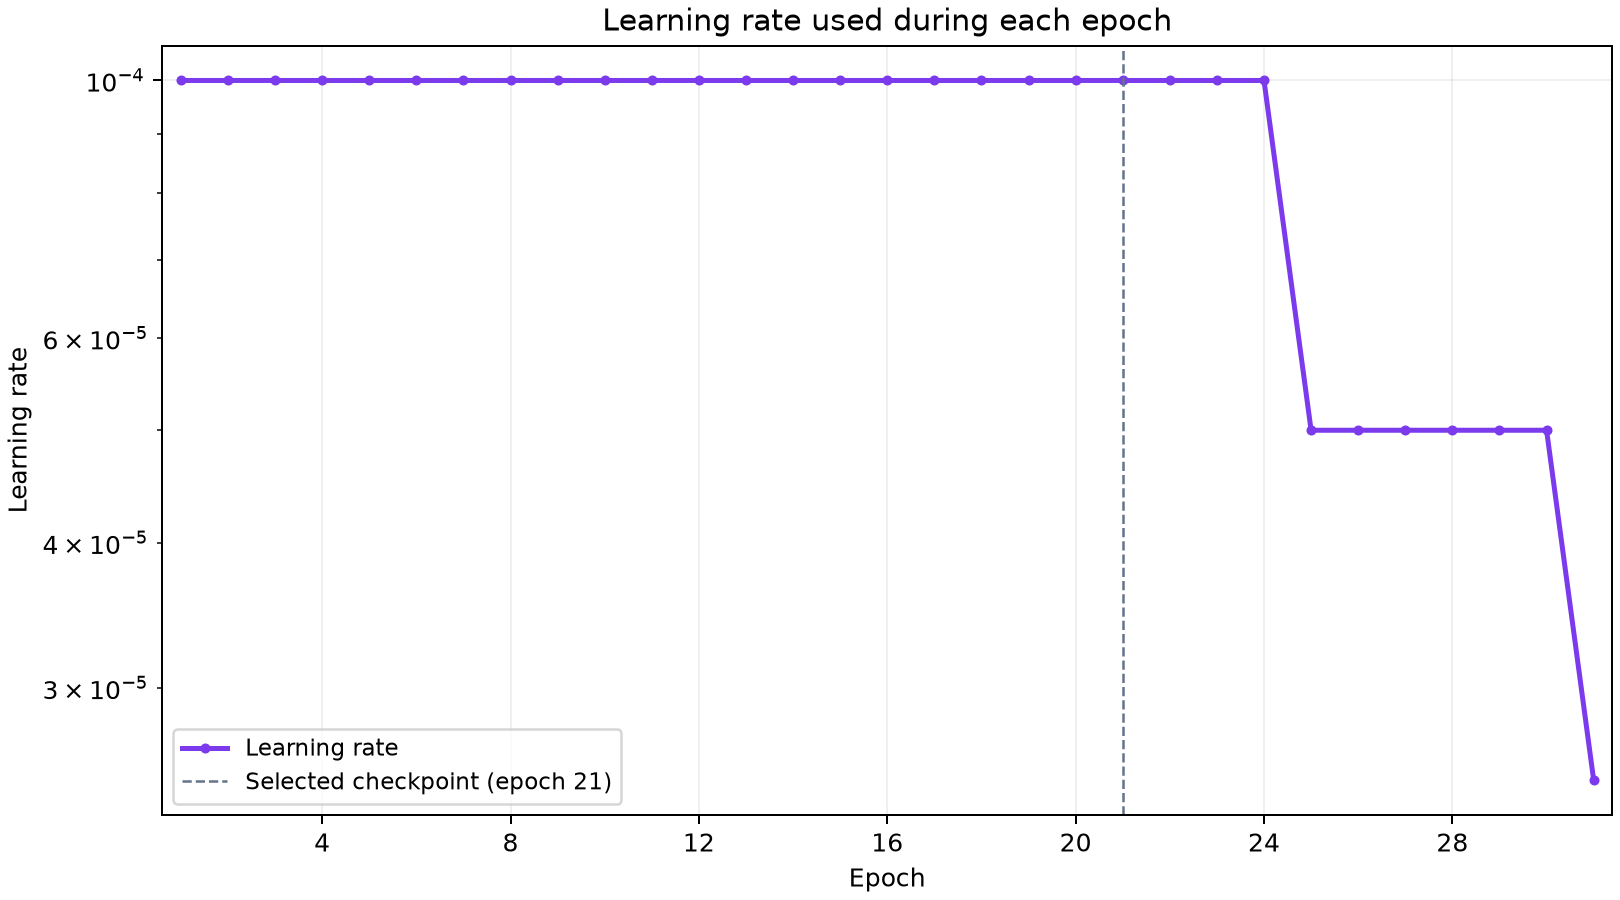 Learning rate used during each epoch
10⁻⁴
6 × 10⁻⁵
4 × 10⁻⁵
3 × 10⁻⁵
Learning rate
Learning rate
Selected checkpoint (epoch 21)
4 8 12 16 20 24 28
Epoch